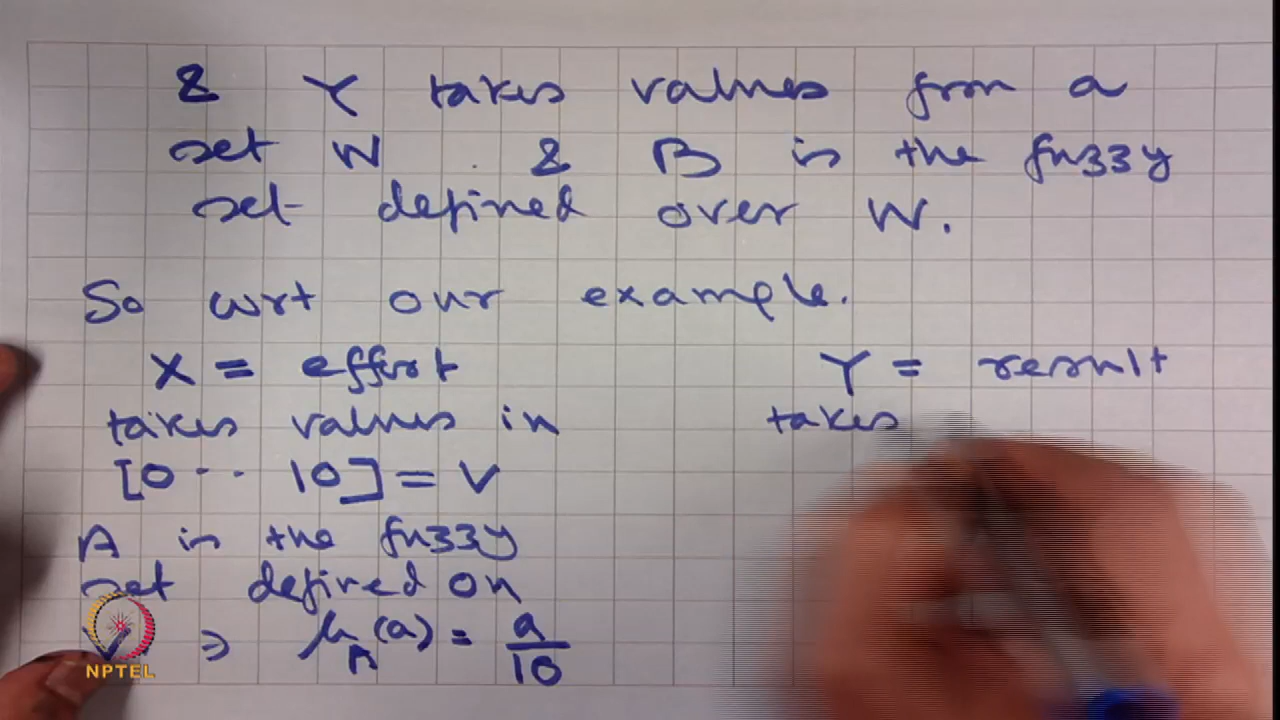 & Y takes values from a
set W . & B is the fuzzy
set defined over W.
So wrt our example.
X = effort
takes values in
[0 .. 10] = V
A is the fuzzy
set defined on
∋ μ_A(a) = a/10
Y = result
takes
NPTEL